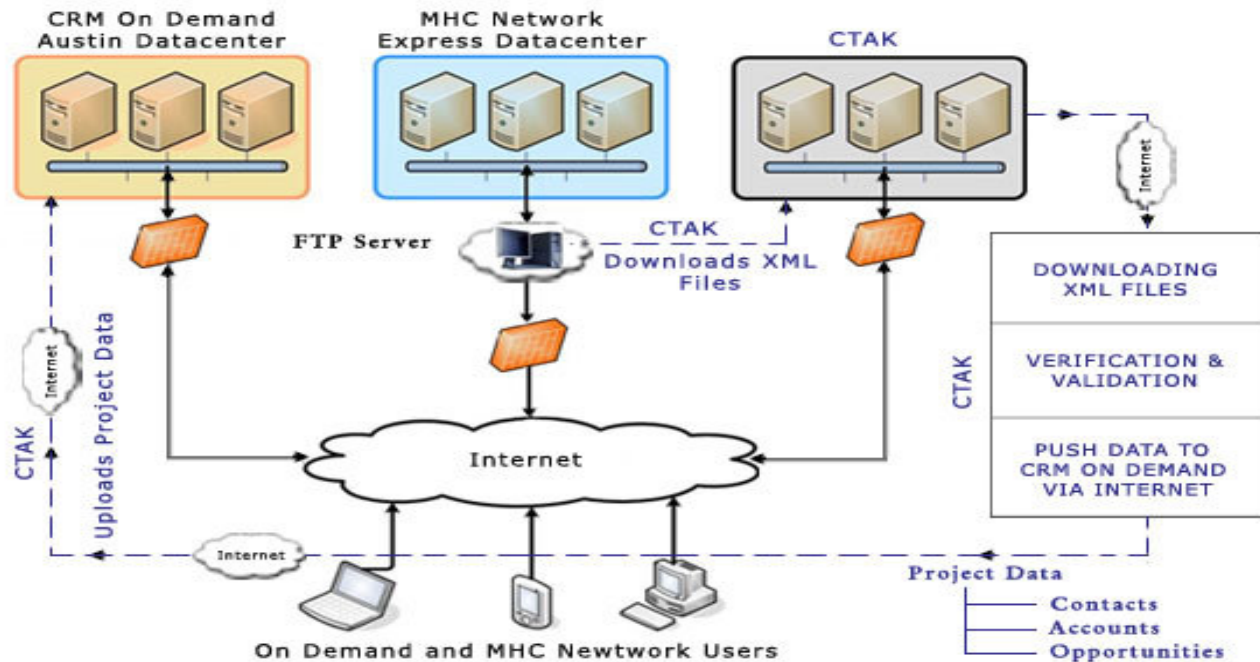 CRM On Demand
Austin Datacenter
MHC Network
Express Datacenter
CTAK
Internet
FTP Server
CTAK
Downloads XML
Files
DOWNLOADING
XML FILES
VERIFICATION &
VALIDATION
PUSH DATA TO
CRM ON DEMAND
VIA INTERNET
CTAK
Internet
Uploads Project Data
CTAK
Internet
Internet
Project Data
Contacts
Accounts
Opportunities
On Demand and MHC Newtwork Users